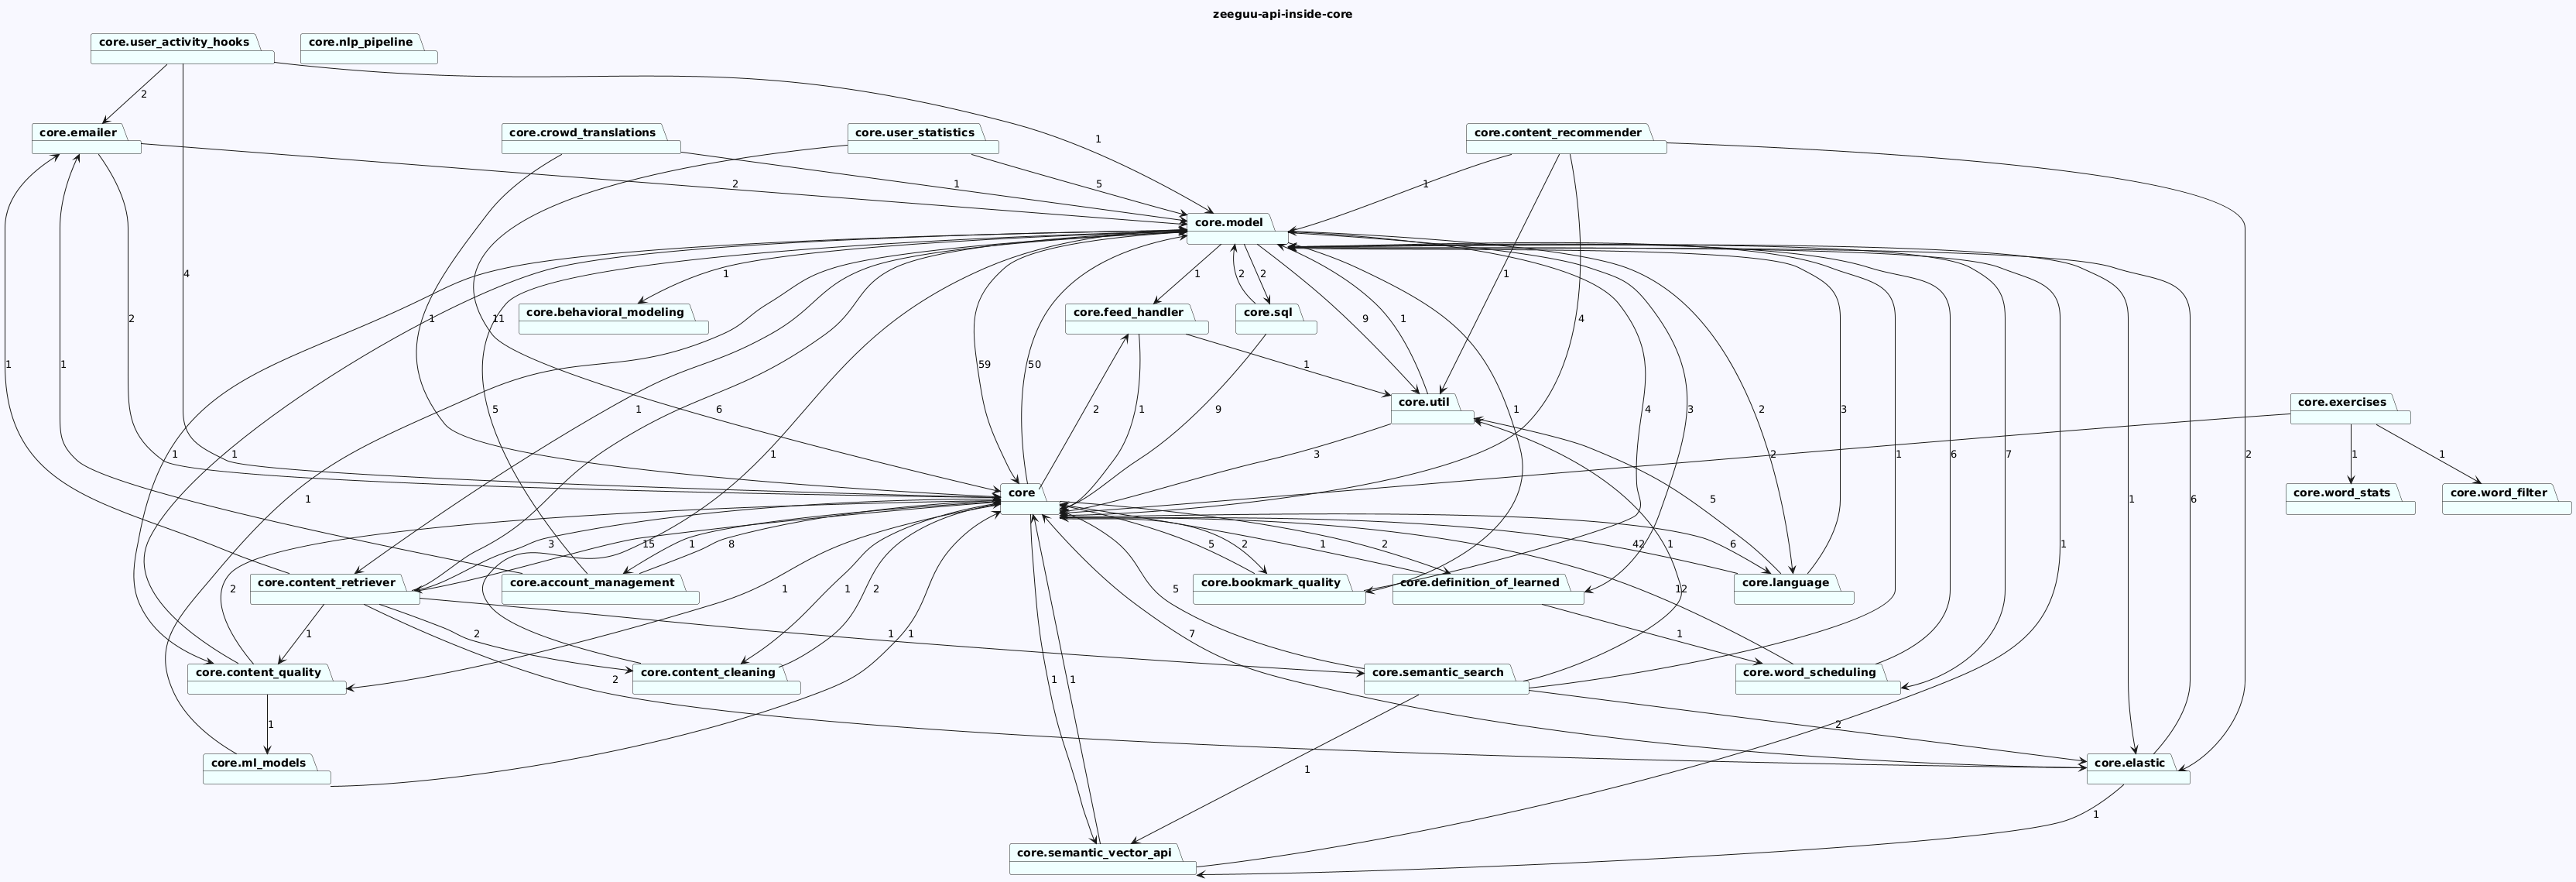 zeeguu-api-inside-core
core.user_activity_hooks
core.nlp_pipeline
2
1
core.emailer
core.crowd_translations
core.user_statistics
core.content_recommender
2
1
5
1
core.model
4
1
2
2
1
1
core.behavioral_modeling
core.feed_handler
core.sql
2
1
11
9
1
4
1
1
59
50
1
core.util
core.exercises
1
6
2
1
9
1
4
3
2
3
5
1
1
1
3
2
1
6
7
2
1
1
core
core.word_stats
core.word_filter
1
5
1
6
2
3
15
1
8
5
2
1
2
42
6
1
1
core.content_retriever
core.account_management
core.bookmark_quality
core.definition_of_learned
core.language
2
1
1
2
5
12
1
2
1
1
7
1
core.content_quality
core.content_cleaning
core.semantic_search
core.word_scheduling
2
1
1
1
2
core.ml_models
core.elastic
1
1
core.semantic_vector_api